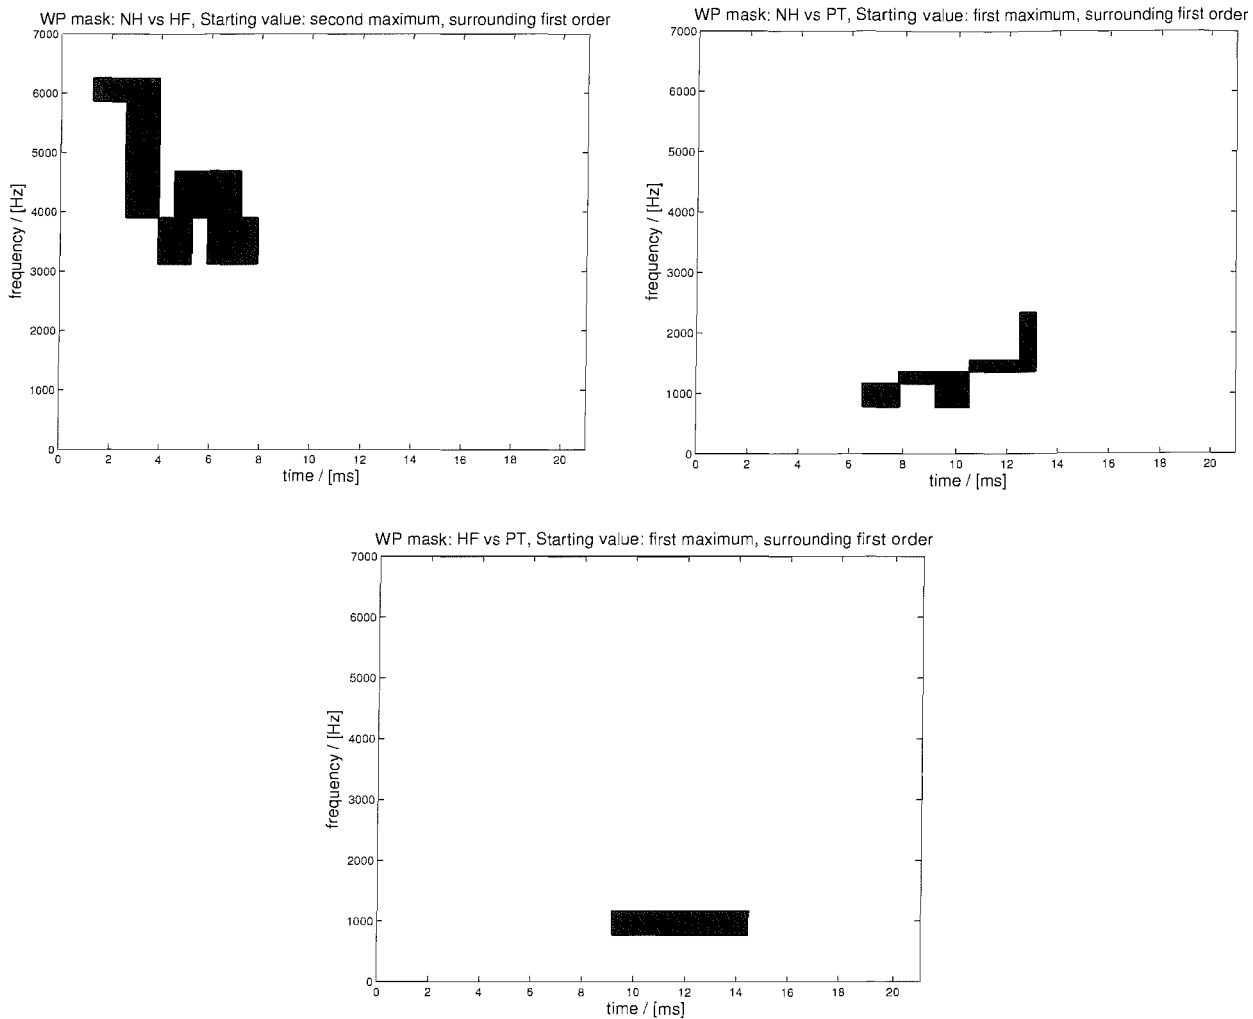 WP mask: NH vs HF, Starting value: second maximum, surrounding first order
7000
6000
5000
4000
3000
2000
1000
0
frequency / [Hz]
0 2 4 6 8 10 12 14 16 18 20
time / [ms]
WP mask: NH vs PT, Starting value: first maximum, surrounding first order
7000
6000
5000
4000
3000
2000
1000
0
frequency / [Hz]
0 2 4 6 8 10 12 14 16 18 20
time / [ms]
WP mask: HF vs PT, Starting value: first maximum, surrounding first order
7000
6000
5000
4000
3000
2000
1000
0
frequency / [Hz]
0 2 4 6 8 10 12 14 16 18 20
time / [ms]